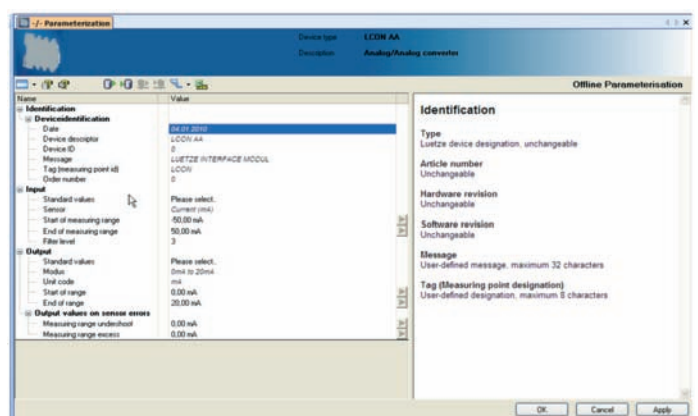 -/- Parameterization
Device type LCON AA
Description Analog/Analog converter
Offline Parameterisation
Name Value
Identification
Deviceidentification
Date 04.01.2010
Device descriptor LCON AA
Device ID 0
Message LUETZE INTERFACE MODUL
Tag (measuring point id) LCON
Order number 0
Input
Standard values Please select.
Sensor Current (mA)
Start of measuring range -50,00 mA
End of measuring range 50,00 mA
Filter level 3
Output
Standard values Please select.
Modus 0mA to 20mA
Unit code mA
Start of range 0,00 mA
End of range 20,00 mA
Output values on sensor errors
Measuring range undershoot 0,00 mA
Measuring range excess 0,00 mA
Identification
Type
Luetze device designation, unchangeable
Article number
Unchangeable
Hardware revision
Unchangeable
Software revision
Unchangeable
Message
User-defined message, maximum 32 characters
Tag (Measuring point designation)
User-defined designation, maximum 8 characters
OK Cancel Apply